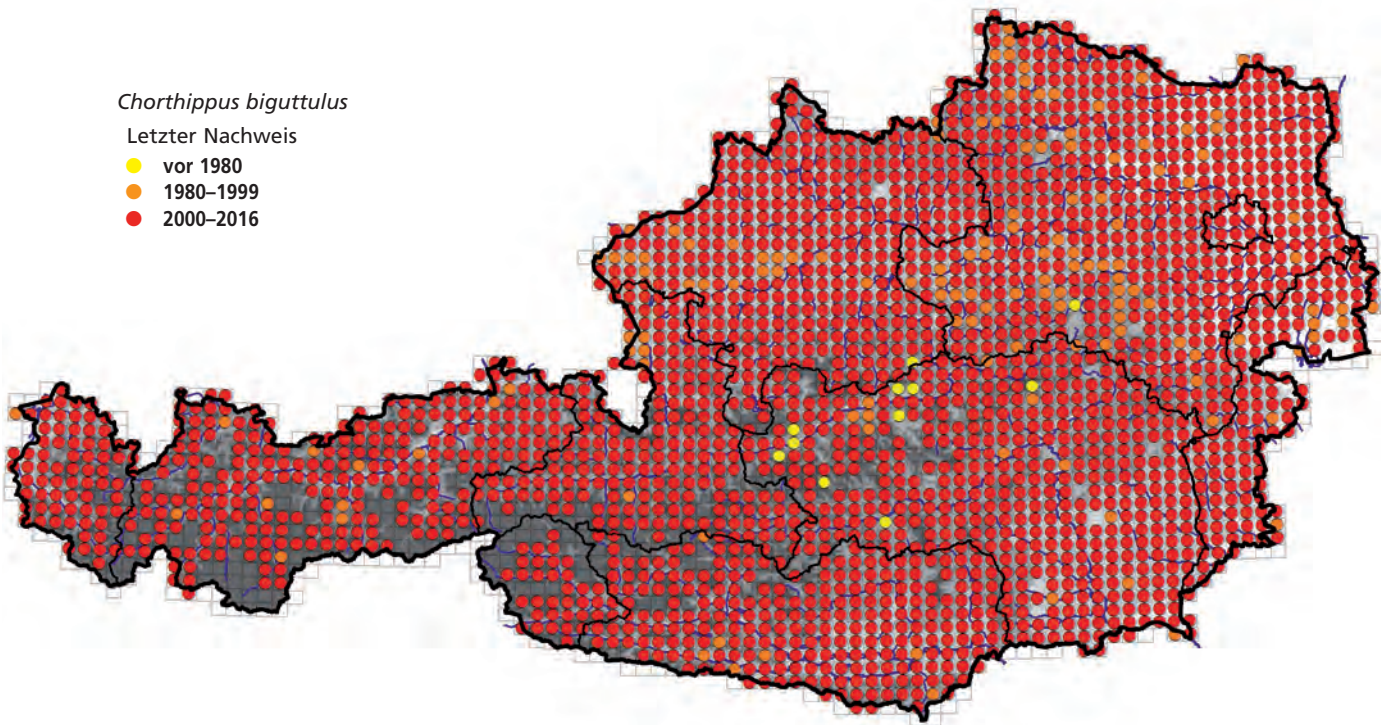 Chorthippus biguttulus
Letzter Nachweis
vor 1980
1980–1999
2000–2016